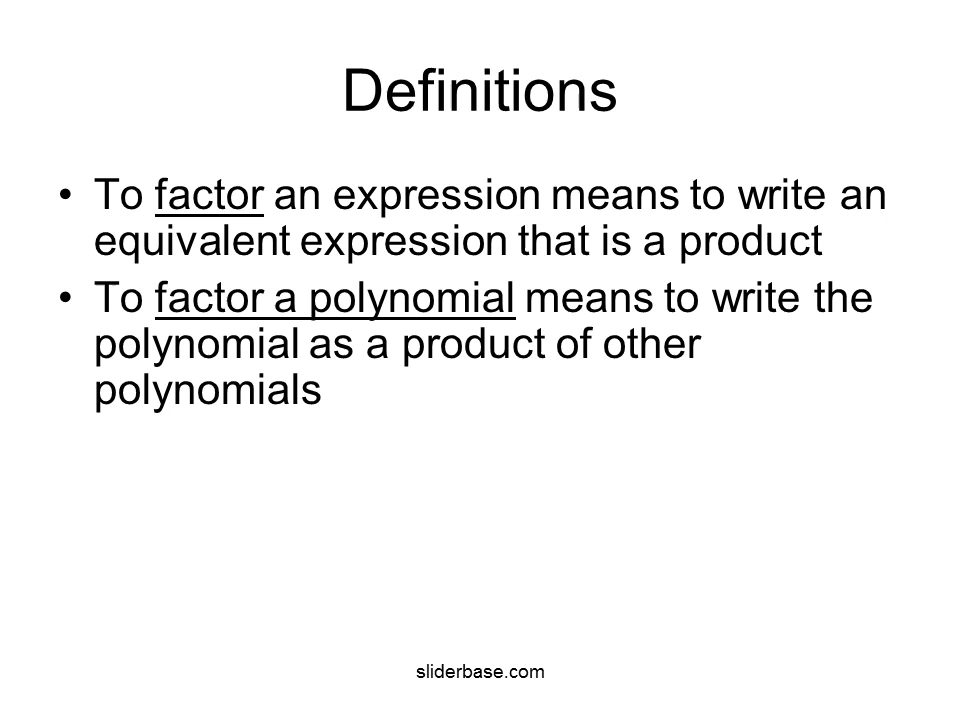 Definitions
• To factor an expression means to write an
equivalent expression that is a product
• To factor a polynomial means to write the
polynomial as a product of other
polynomials
sliderbase.com